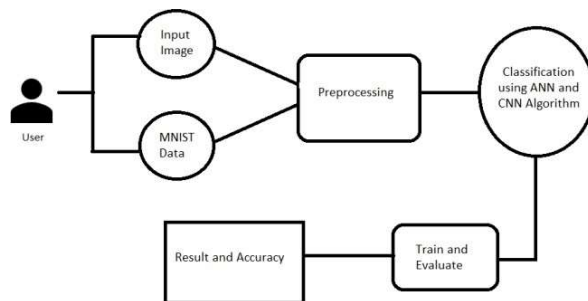 Input
Image
User
MNIST
Data
Preprocessing
Classification
using ANN and
CNN Algorithm
Train and
Evaluate
Result and Accuracy